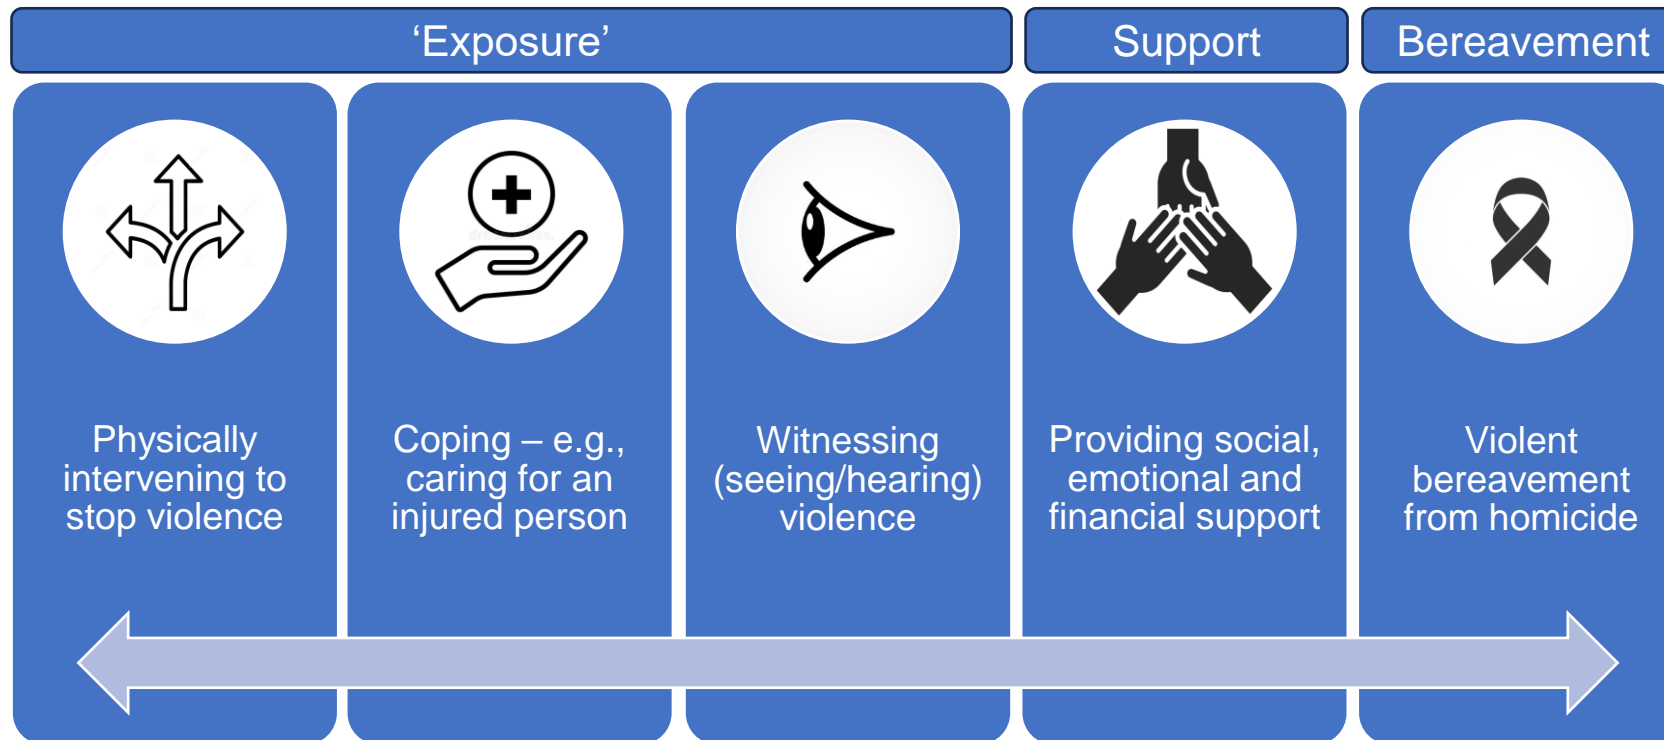 ‘Exposure’
Support
Bereavement
Physically
intervening to
stop violence
Coping – e.g.,
caring for an
injured person
Witnessing
(seeing/hearing)
violence
Providing social,
emotional and
financial support
Violent
bereavement
from homicide